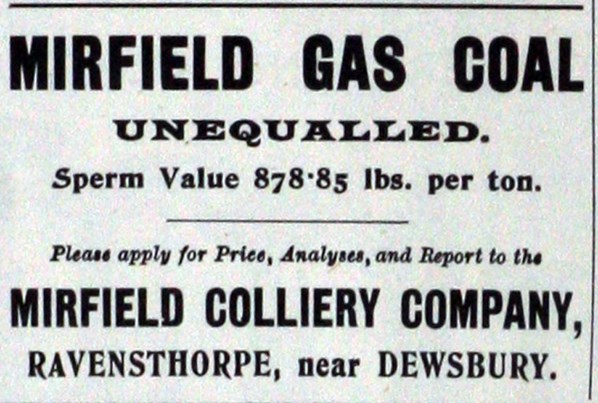 MIRFIELD GAS COAL
UNEQUALLED.
Sperm Value 878·85 lbs. per ton.
Please apply for Price, Analyses, and Report to the
MIRFIELD COLLIERY COMPANY,
RAVENSTHORPE, near DEWSBURY.